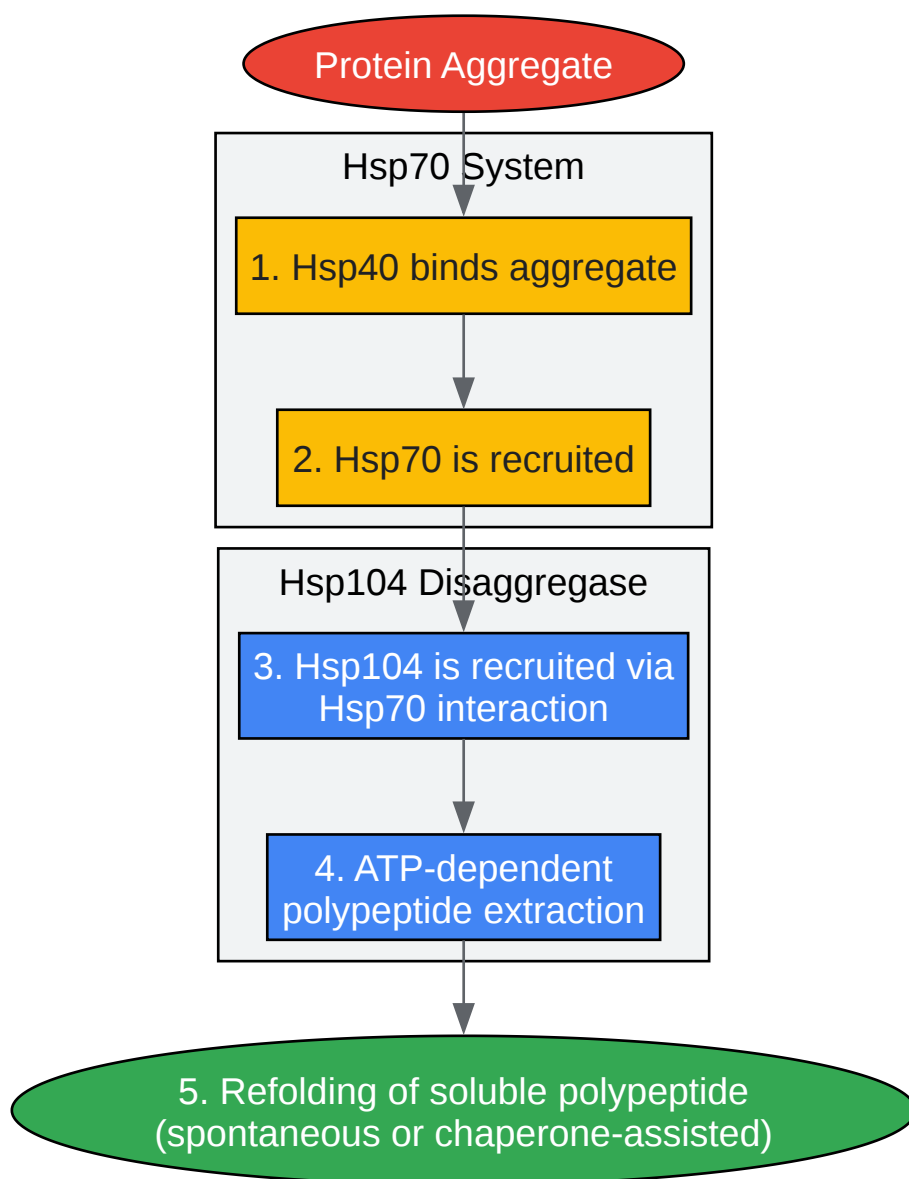 Protein Aggregate
Hsp70 System
1. Hsp40 binds aggregate
2. Hsp70 is recruited
Hsp104 Disaggregase
3. Hsp104 is recruited via
Hsp70 interaction
4. ATP-dependent
polypeptide extraction
5. Refolding of soluble polypeptide
(spontaneous or chaperone-assisted)